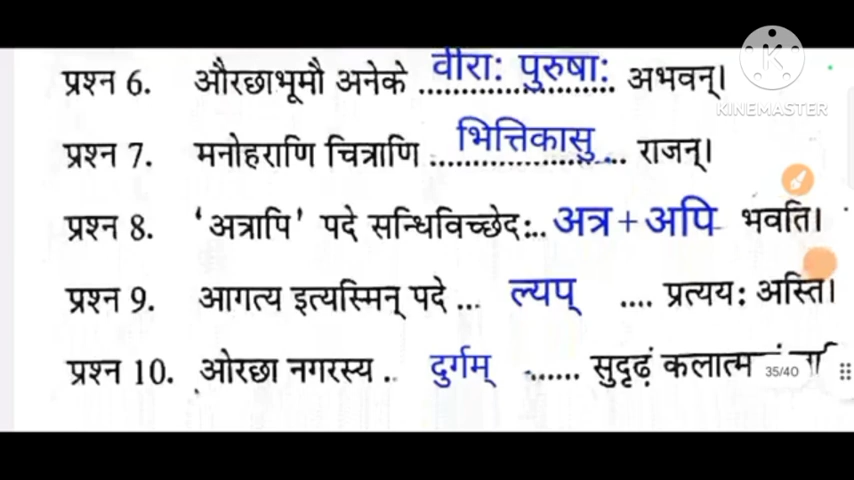 प्रश्न 6. औरछाभूमौ अनेके वीरा: पुरुषा: अभवन्।
KINEMASTER
प्रश्न 7. मनोहराणि चित्राणि भित्तिकासु राजन्।
प्रश्न 8. 'अत्रापि' पदे सन्धिविच्छेद:.. अत्र + अपि भवति।
प्रश्न 9. आगत्य इत्यस्मिन् पदे ... ल्यप् .... प्रत्यय: अस्ति।
प्रश्न 10. ओरछा नगरस्य .. दुर्गम् ...... सुदृढ़ं
35/40